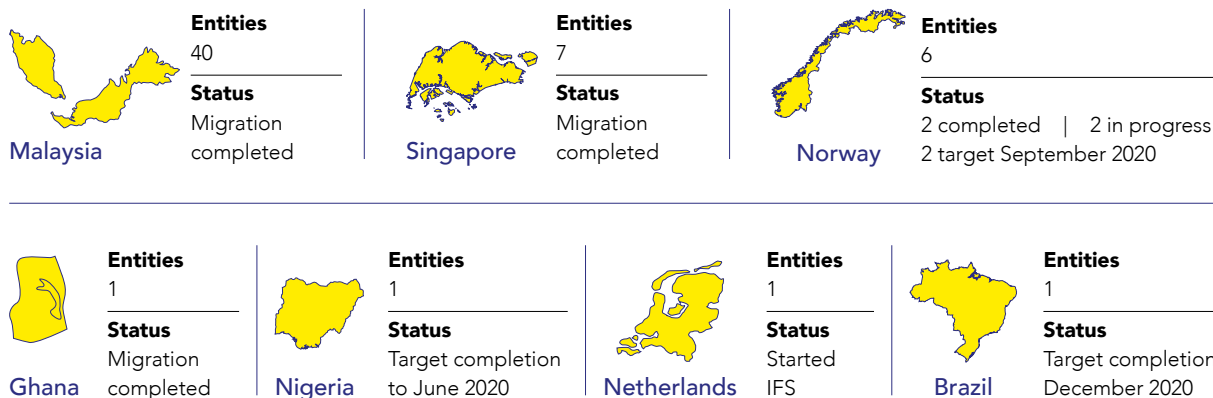 Entities
40
Status
Migration
completed
Malaysia
Entities
7
Status
Migration
completed
Singapore
Entities
6
Status
2 completed | 2 in progress
2 target September 2020
Norway
Entities
1
Status
Migration
completed
Ghana
Entities
1
Status
Target completion
to June 2020
Nigeria
Entities
1
Status
Started
IFS
Netherlands
Entities
1
Status
Target completion
December 2020
Brazil